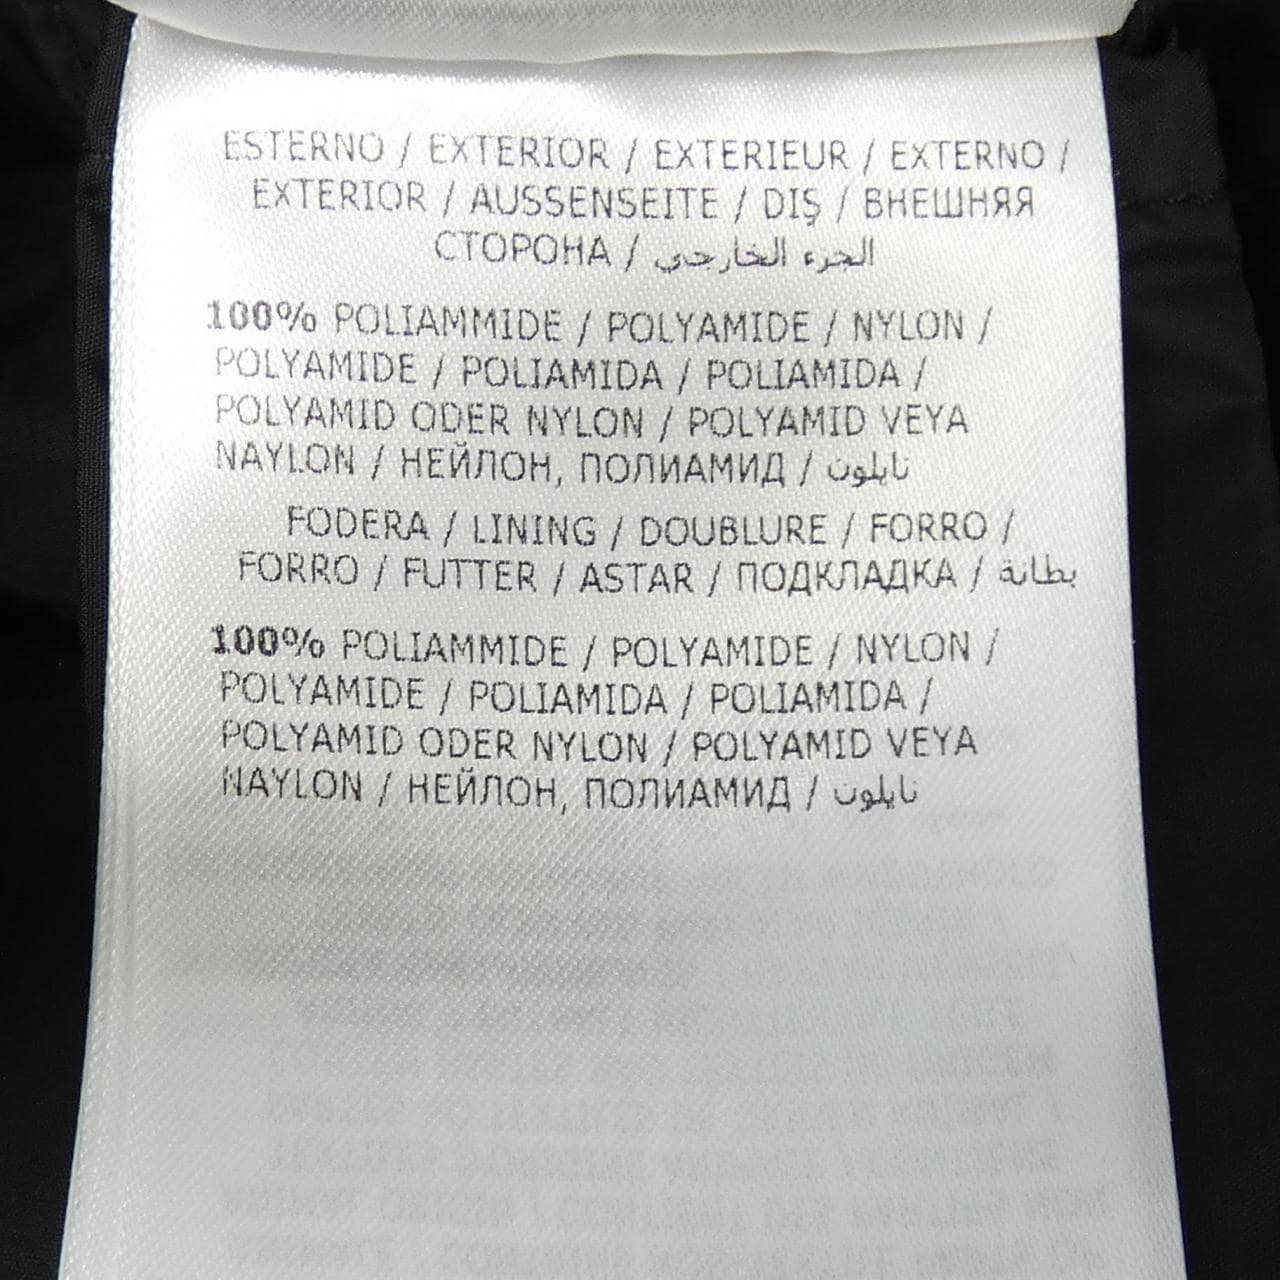 ESTERNO / EXTERIOR / EXTERIEUR / EXTERNO /
EXTERIOR / AUSSENSEITE / DIŞ / ВНЕШНЯЯ
СТОРОНА / الجزء الخارجي
100% POLIAMMIDE / POLYAMIDE / NYLON /
POLYAMIDE / POLIAMIDA / POLIAMIDA /
POLYAMID ODER NYLON / POLYAMID VEYA
NAYLON / НЕЙЛОН, ПОЛИАМИД / نايلون
FODERA / LINING / DOUBLURE / FORRO /
FORRO / FUTTER / ASTAR / ПОДКЛАДКА / بطانة
100% POLIAMMIDE / POLYAMIDE / NYLON /
POLYAMIDE / POLIAMIDA / POLIAMIDA /
POLYAMID ODER NYLON / POLYAMID VEYA
NAYLON / НЕЙЛОН, ПОЛИАМИД / نايلون